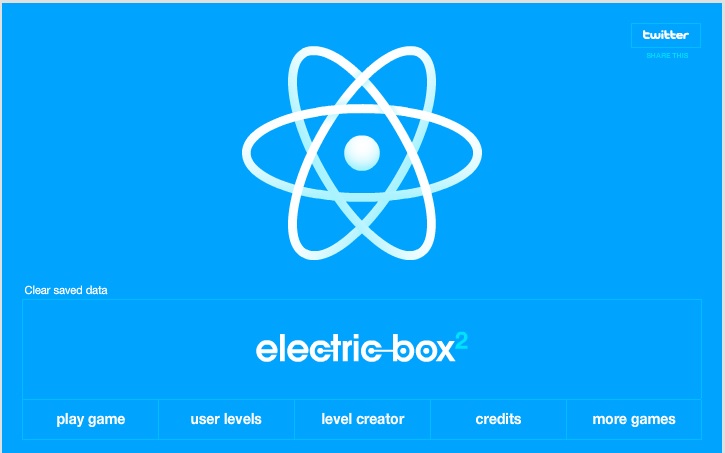 twitter
SHARE THIS
Clear saved data
electric box2
play game
user levels
level creator
credits
more games